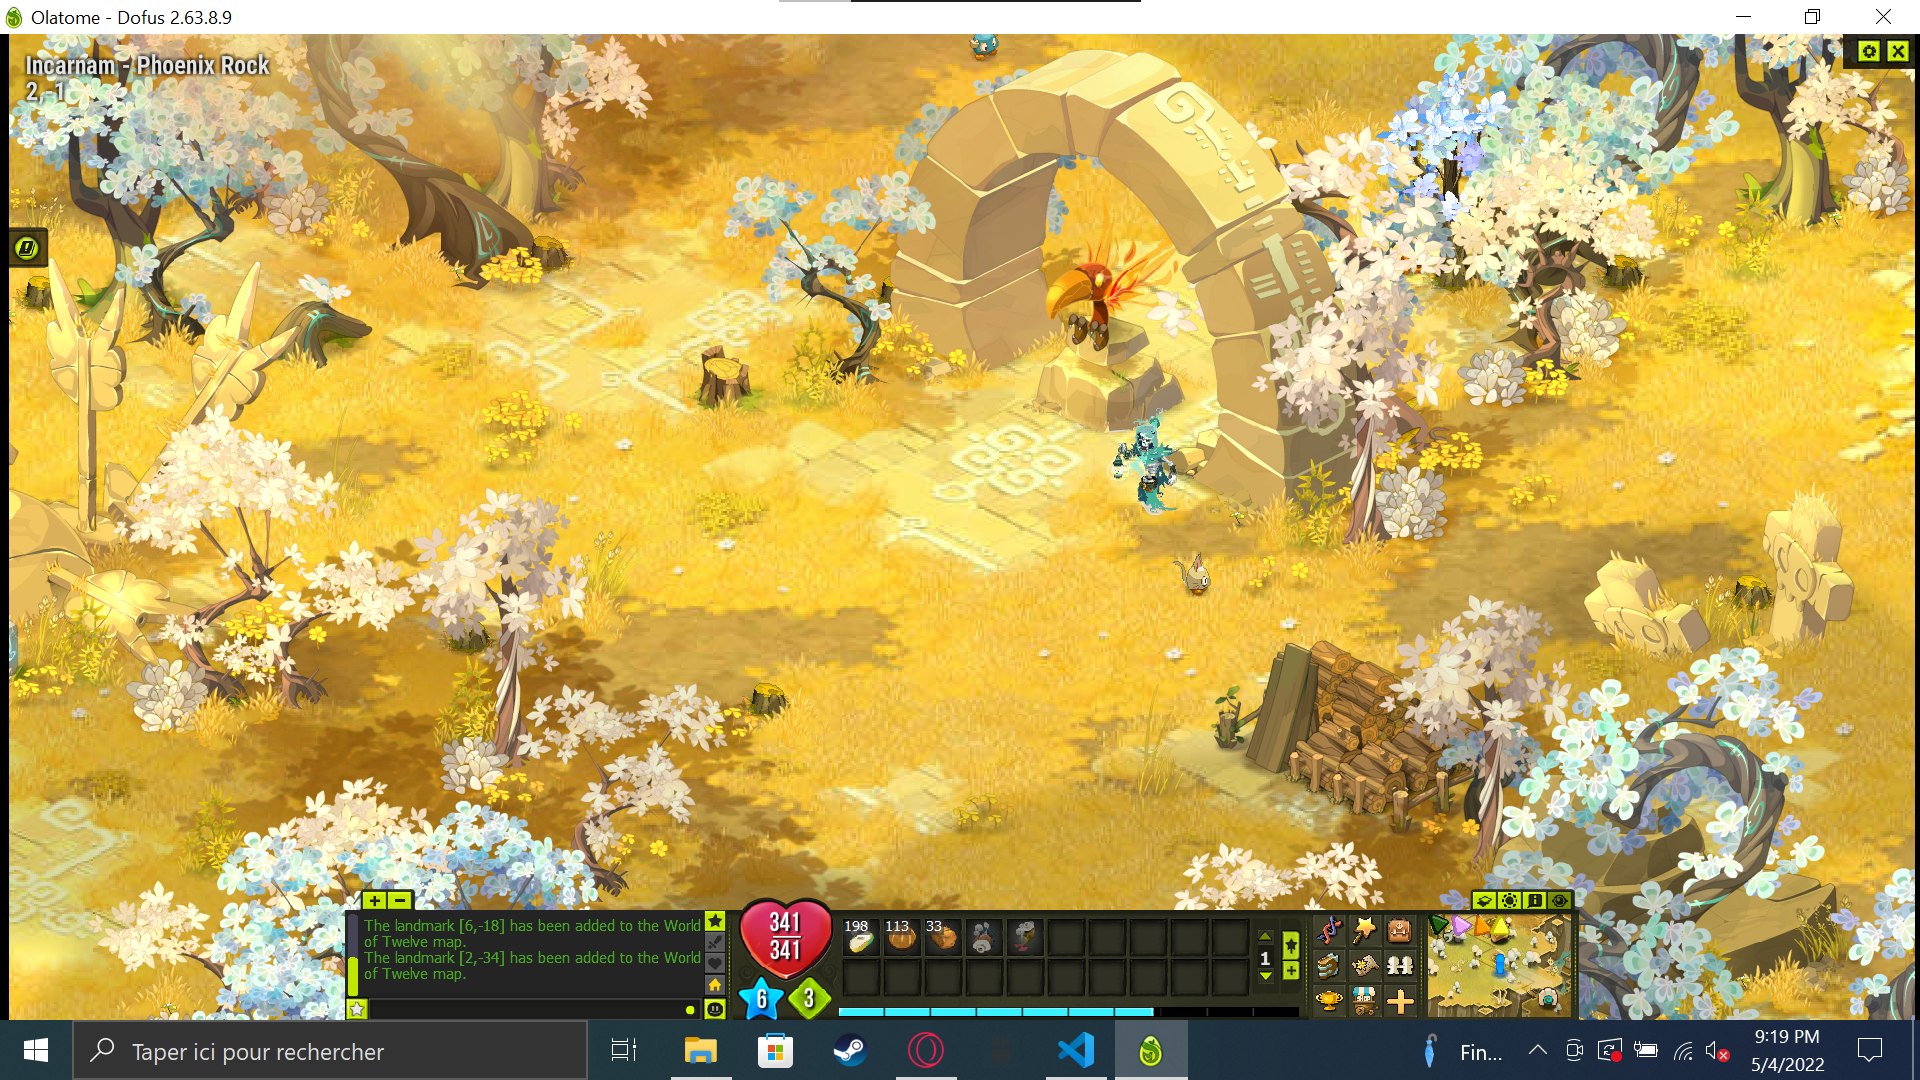 Olatome - Dofus 2.63.8.9
Incarnam - Phoenix Rock
2, -1
The landmark [6,-18] has been added to the World
of Twelve map.
The landmark [2,-34] has been added to the World
of Twelve map.
341
341
6
3
198
113
33
1
Taper ici pour rechercher
Fin...
9:19 PM
5/4/2022